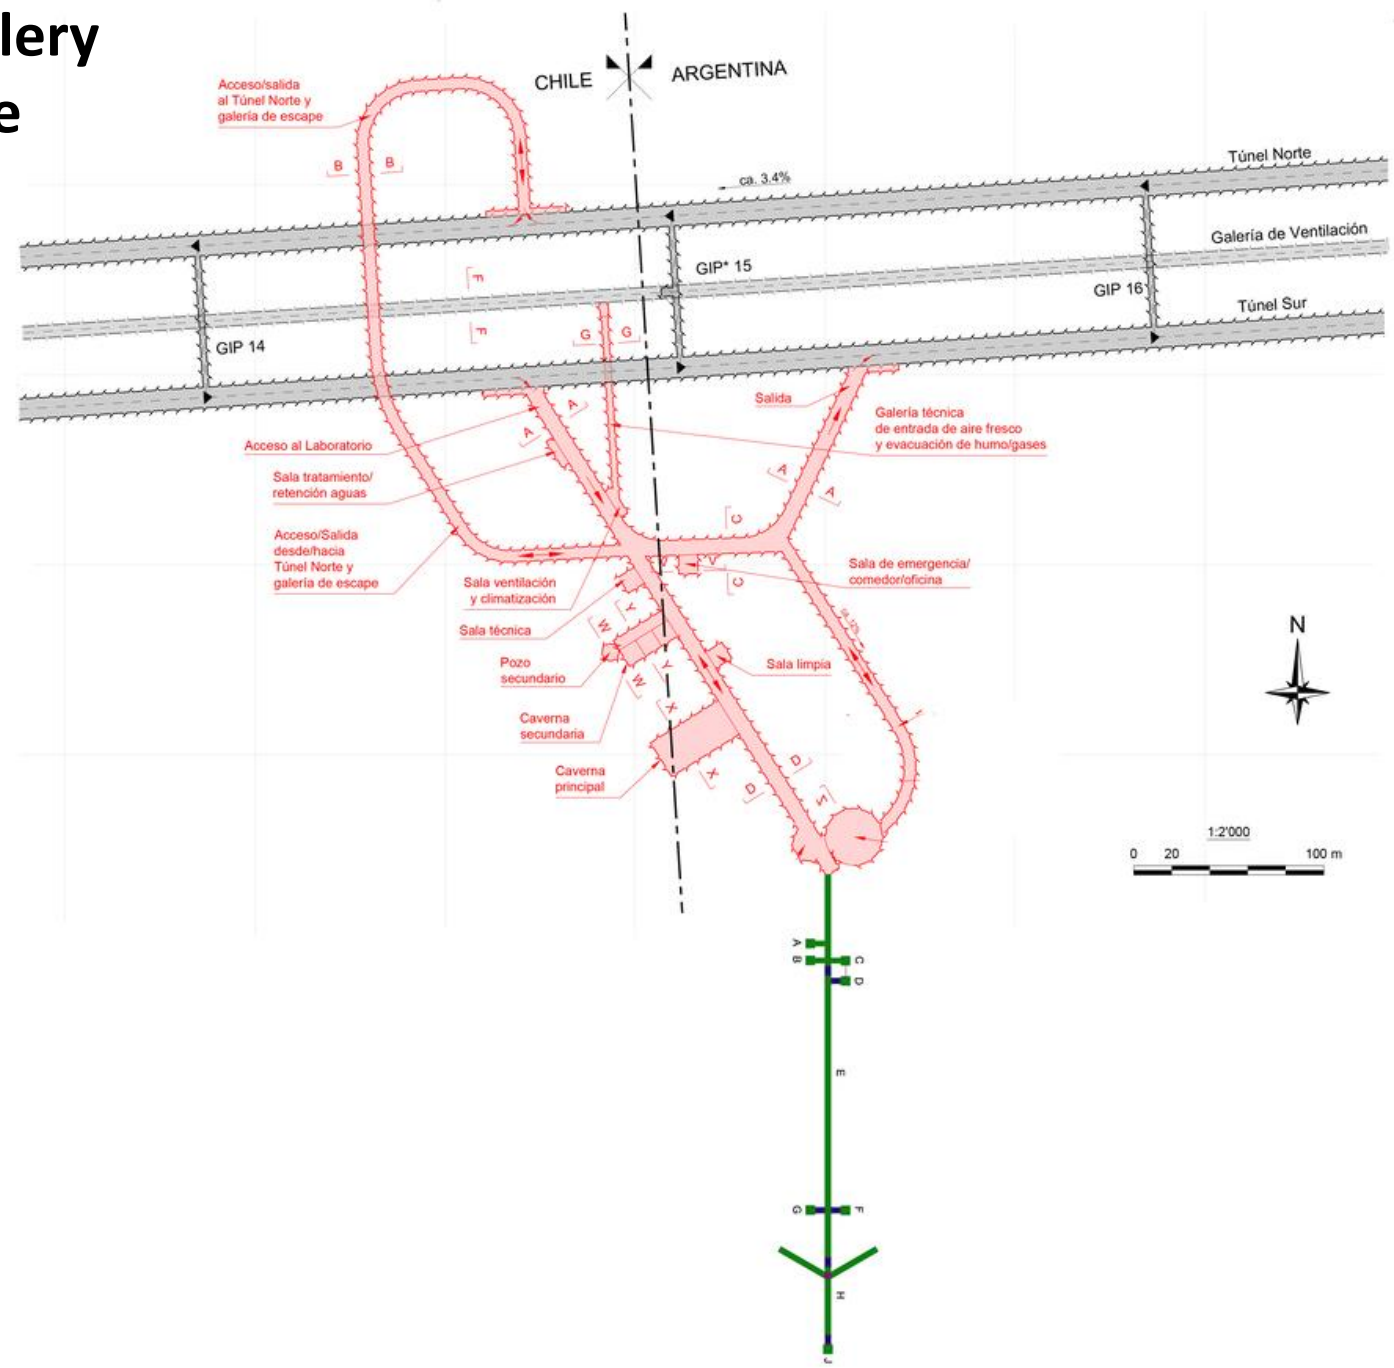 lery
e
Acceso/salida
al Túnel Norte y
galería de escape
CHILE
ARGENTINA
B
B
ca. 3.4%
Túnel Norte
Galería de Ventilación
Túnel Sur
F
F
GIP* 15
GIP 16
GIP 14
G
G
Salida
Galería técnica
de entrada de aire fresco
y evacuación de humo/gases
A
A
Acceso al Laboratorio
Sala tratamiento/
retención aguas
A
A
Acceso/Salida
desde/hacia
Túnel Norte y
galería de escape
C
C
V
V
Sala de emergencia/
comedor/oficina
Sala ventilación
y climatización
Sala técnica
Y
Y
W
W
Pozo
secundario
Sala limpia
Caverna
secundaria
X
X
Caverna
principal
D
D
N
1:2'000
0 20 100 m
A
B
C
D
E
G
F
H
J